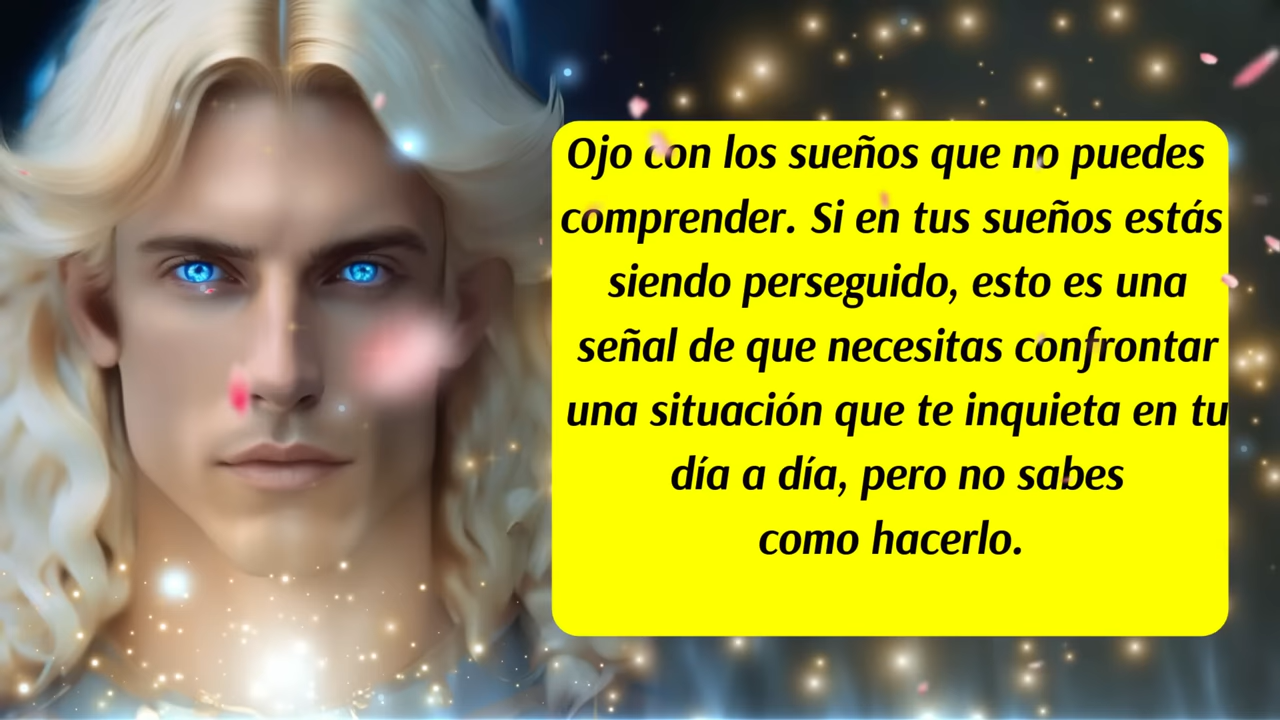 Ojo con los sueños que no puedes
comprender. Si en tus sueños estás
siendo perseguido, esto es una
señal de que necesitas confrontar
una situación que te inquieta en tu
día a día, pero no sabes
como hacerlo.